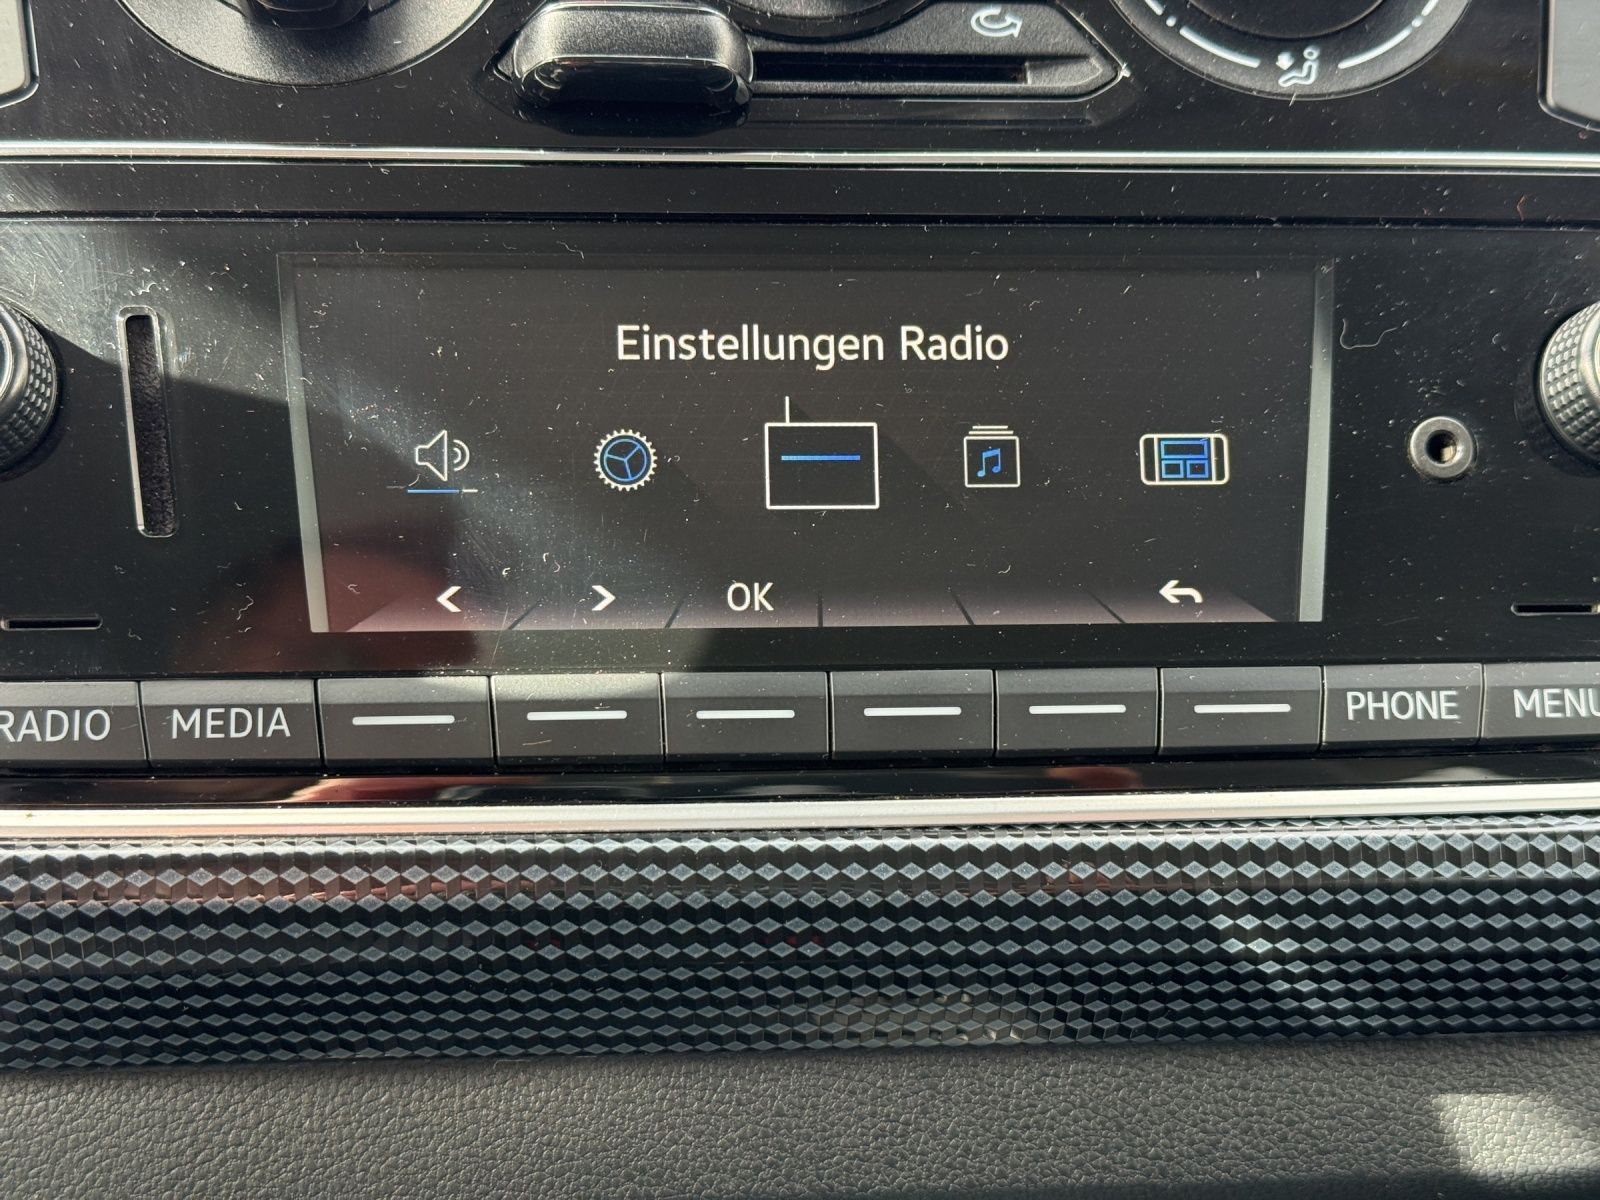 Einstellungen Radio
< > OK
RADIO MEDIA PHONE MENU